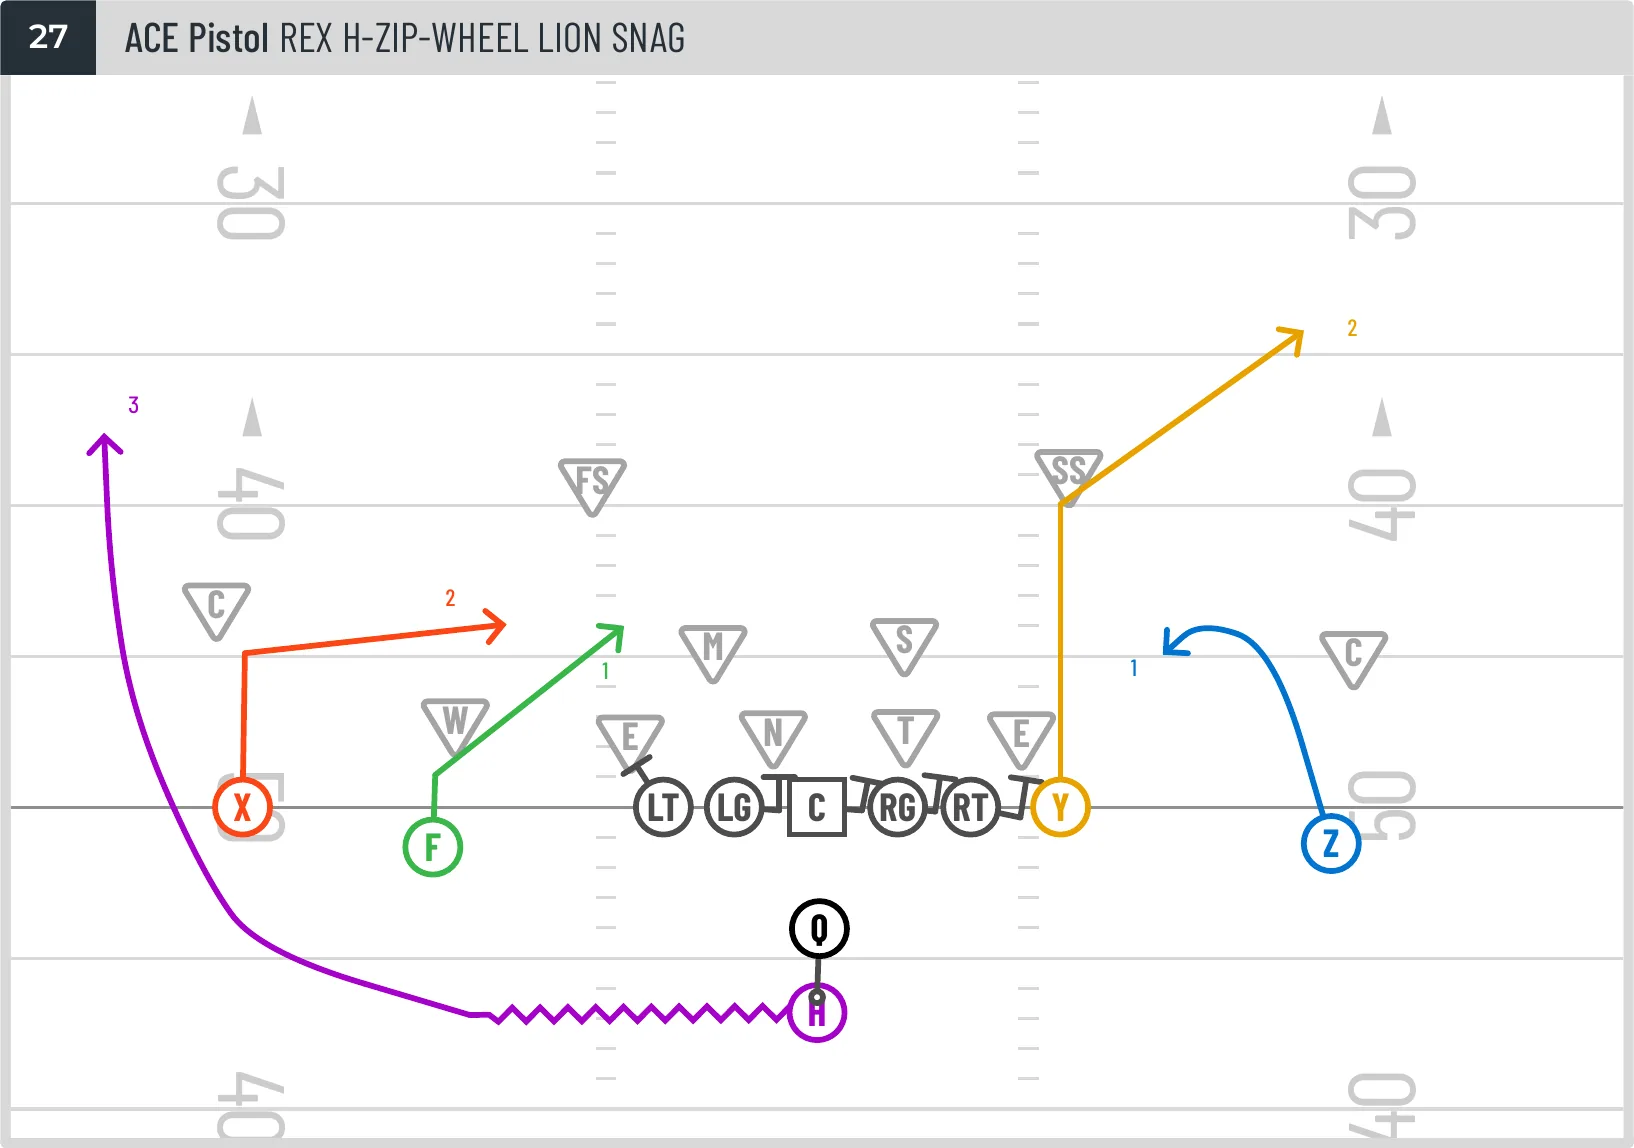 27 ACE Pistol REX H-ZIP-WHEEL LION SNAG
30 30
2
3
40 FS SS 40
C 2
1
M S 1 C
W E N T E
50 X F LT LG C RG RT Y Z 50
Q
H
40 40